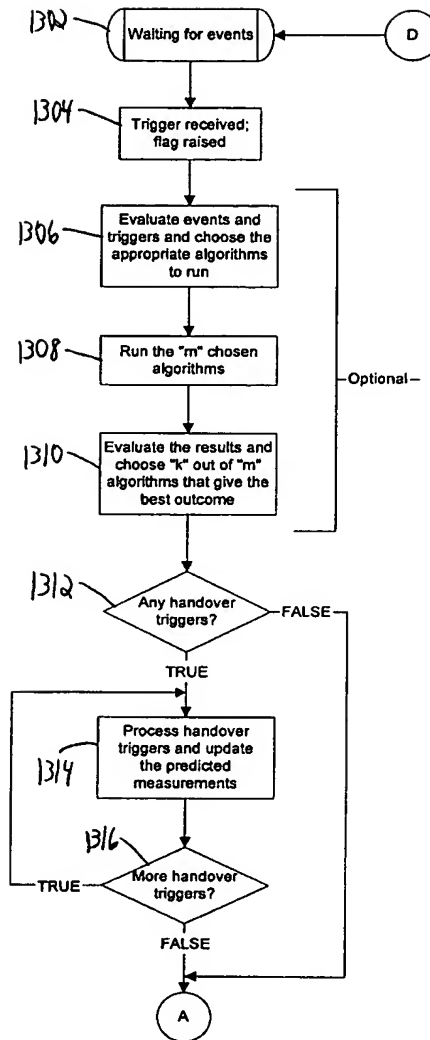 1302
Waiting for events
D
1304
Trigger received;
flag raised
1306
Evaluate events and
triggers and choose the
appropriate algorithms
to run
1308
Run the "m" chosen
algorithms
Optional
1310
Evaluate the results and
choose "k" out of "m"
algorithms that give the
best outcome
1312
Any handover
triggers?
FALSE
TRUE
1314
Process handover
triggers and update
the predicted
measurements
1316
TRUE
More handover
triggers?
FALSE
A